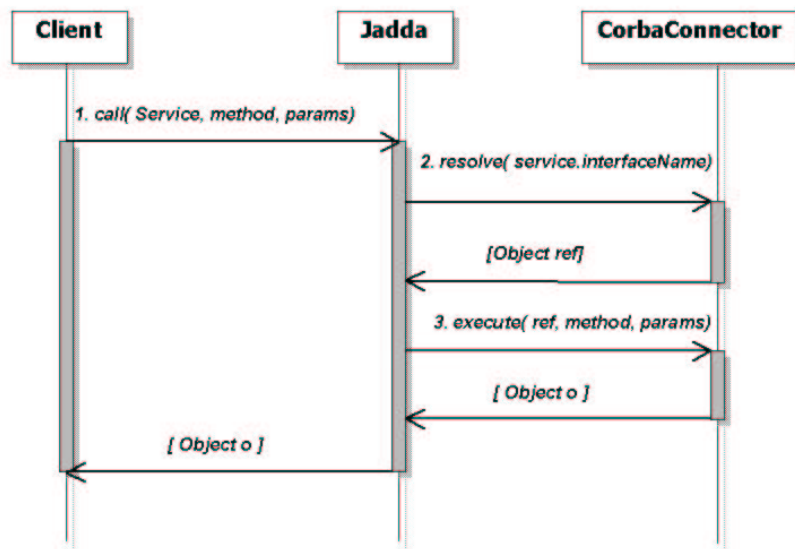 Client
Jadda
CorbaConnector
1. call( Service, method, params)
2. resolve( service.interfaceName)
[Object ref]
3. execute( ref, method, params)
[ Object o ]
[ Object o ]